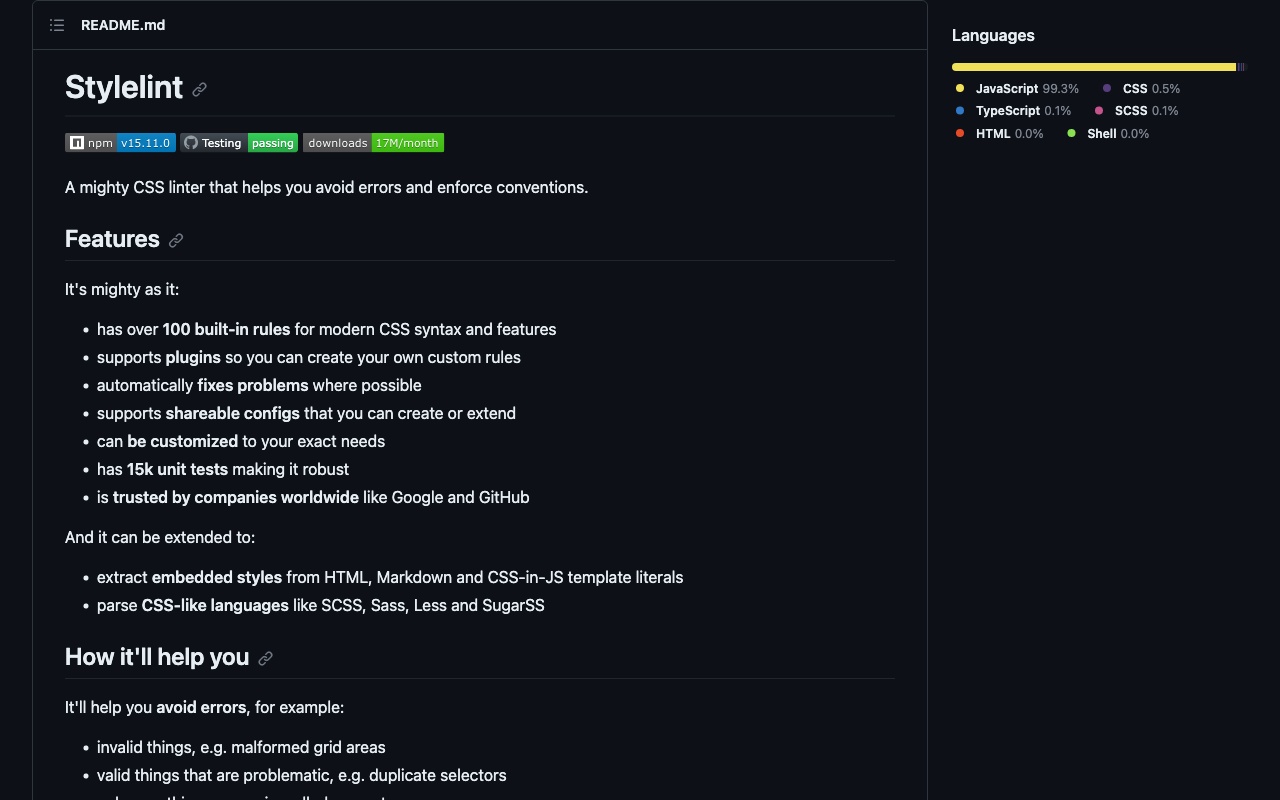 README.md
Stylelint
npm v15.11.0 Testing passing downloads 17M/month
A mighty CSS linter that helps you avoid errors and enforce conventions.
Features
It's mighty as it:
has over 100 built-in rules for modern CSS syntax and features
supports plugins so you can create your own custom rules
automatically fixes problems where possible
supports shareable configs that you can create or extend
can be customized to your exact needs
has 15k unit tests making it robust
is trusted by companies worldwide like Google and GitHub
And it can be extended to:
extract embedded styles from HTML, Markdown and CSS-in-JS template literals
parse CSS-like languages like SCSS, Sass, Less and SugarSS
How it'll help you
It'll help you avoid errors, for example:
invalid things, e.g. malformed grid areas
valid things that are problematic, e.g. duplicate selectors
Languages
JavaScript 99.3% CSS 0.5%
TypeScript 0.1% SCSS 0.1%
HTML 0.0% Shell 0.0%